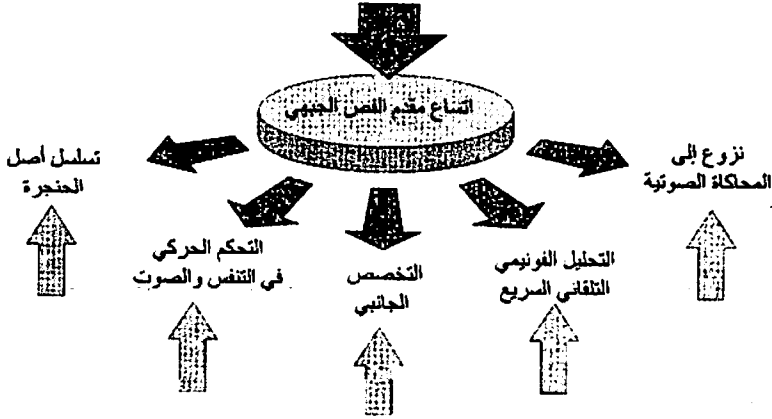 اتساع مقدم الفص الجبهي
نزوع إلى
المحاكاة الصوتية
التحليل الفونيمي
التلقائي السريع
التخصص
الجانبي
التحكم الحركي
في التنفس والصوت
تسلسل أصل
الحنجرة